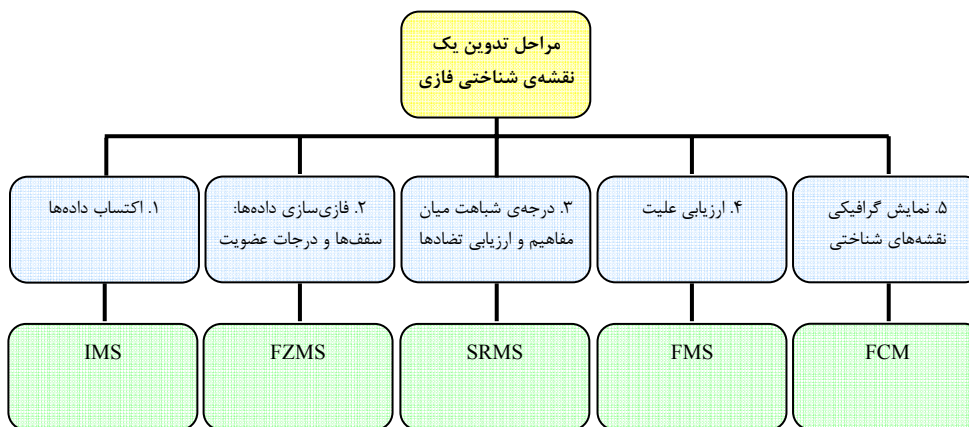 مراحل تدوین یک
نقشه‌ی شناختی فازی
۱. اکتساب داده‌ها
۲. فازی‌سازی داده‌ها:
سقف‌ها و درجات عضویت
۳. درجه‌ی شباهت میان
مفاهیم و ارزیابی تضادها
۴. ارزیابی علیت
۵. نمایش گرافیکی
نقشه‌های شناختی
IMS
FZMS
SRMS
FMS
FCM